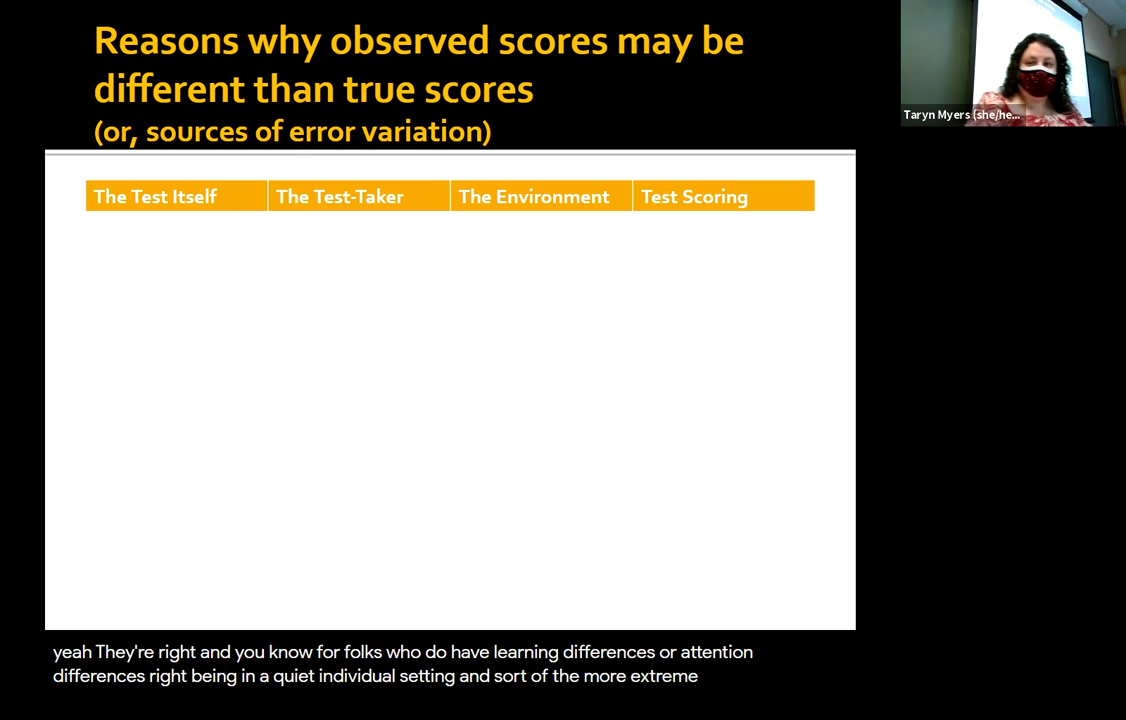 Reasons why observed scores may be
different than true scores
(or, sources of error variation)
The Test Itself
The Test-Taker
The Environment
Test Scoring
Taryn Myers (she/he...
yeah They're right and you know for folks who do have learning differences or attention
differences right being in a quiet individual setting and sort of the more extreme